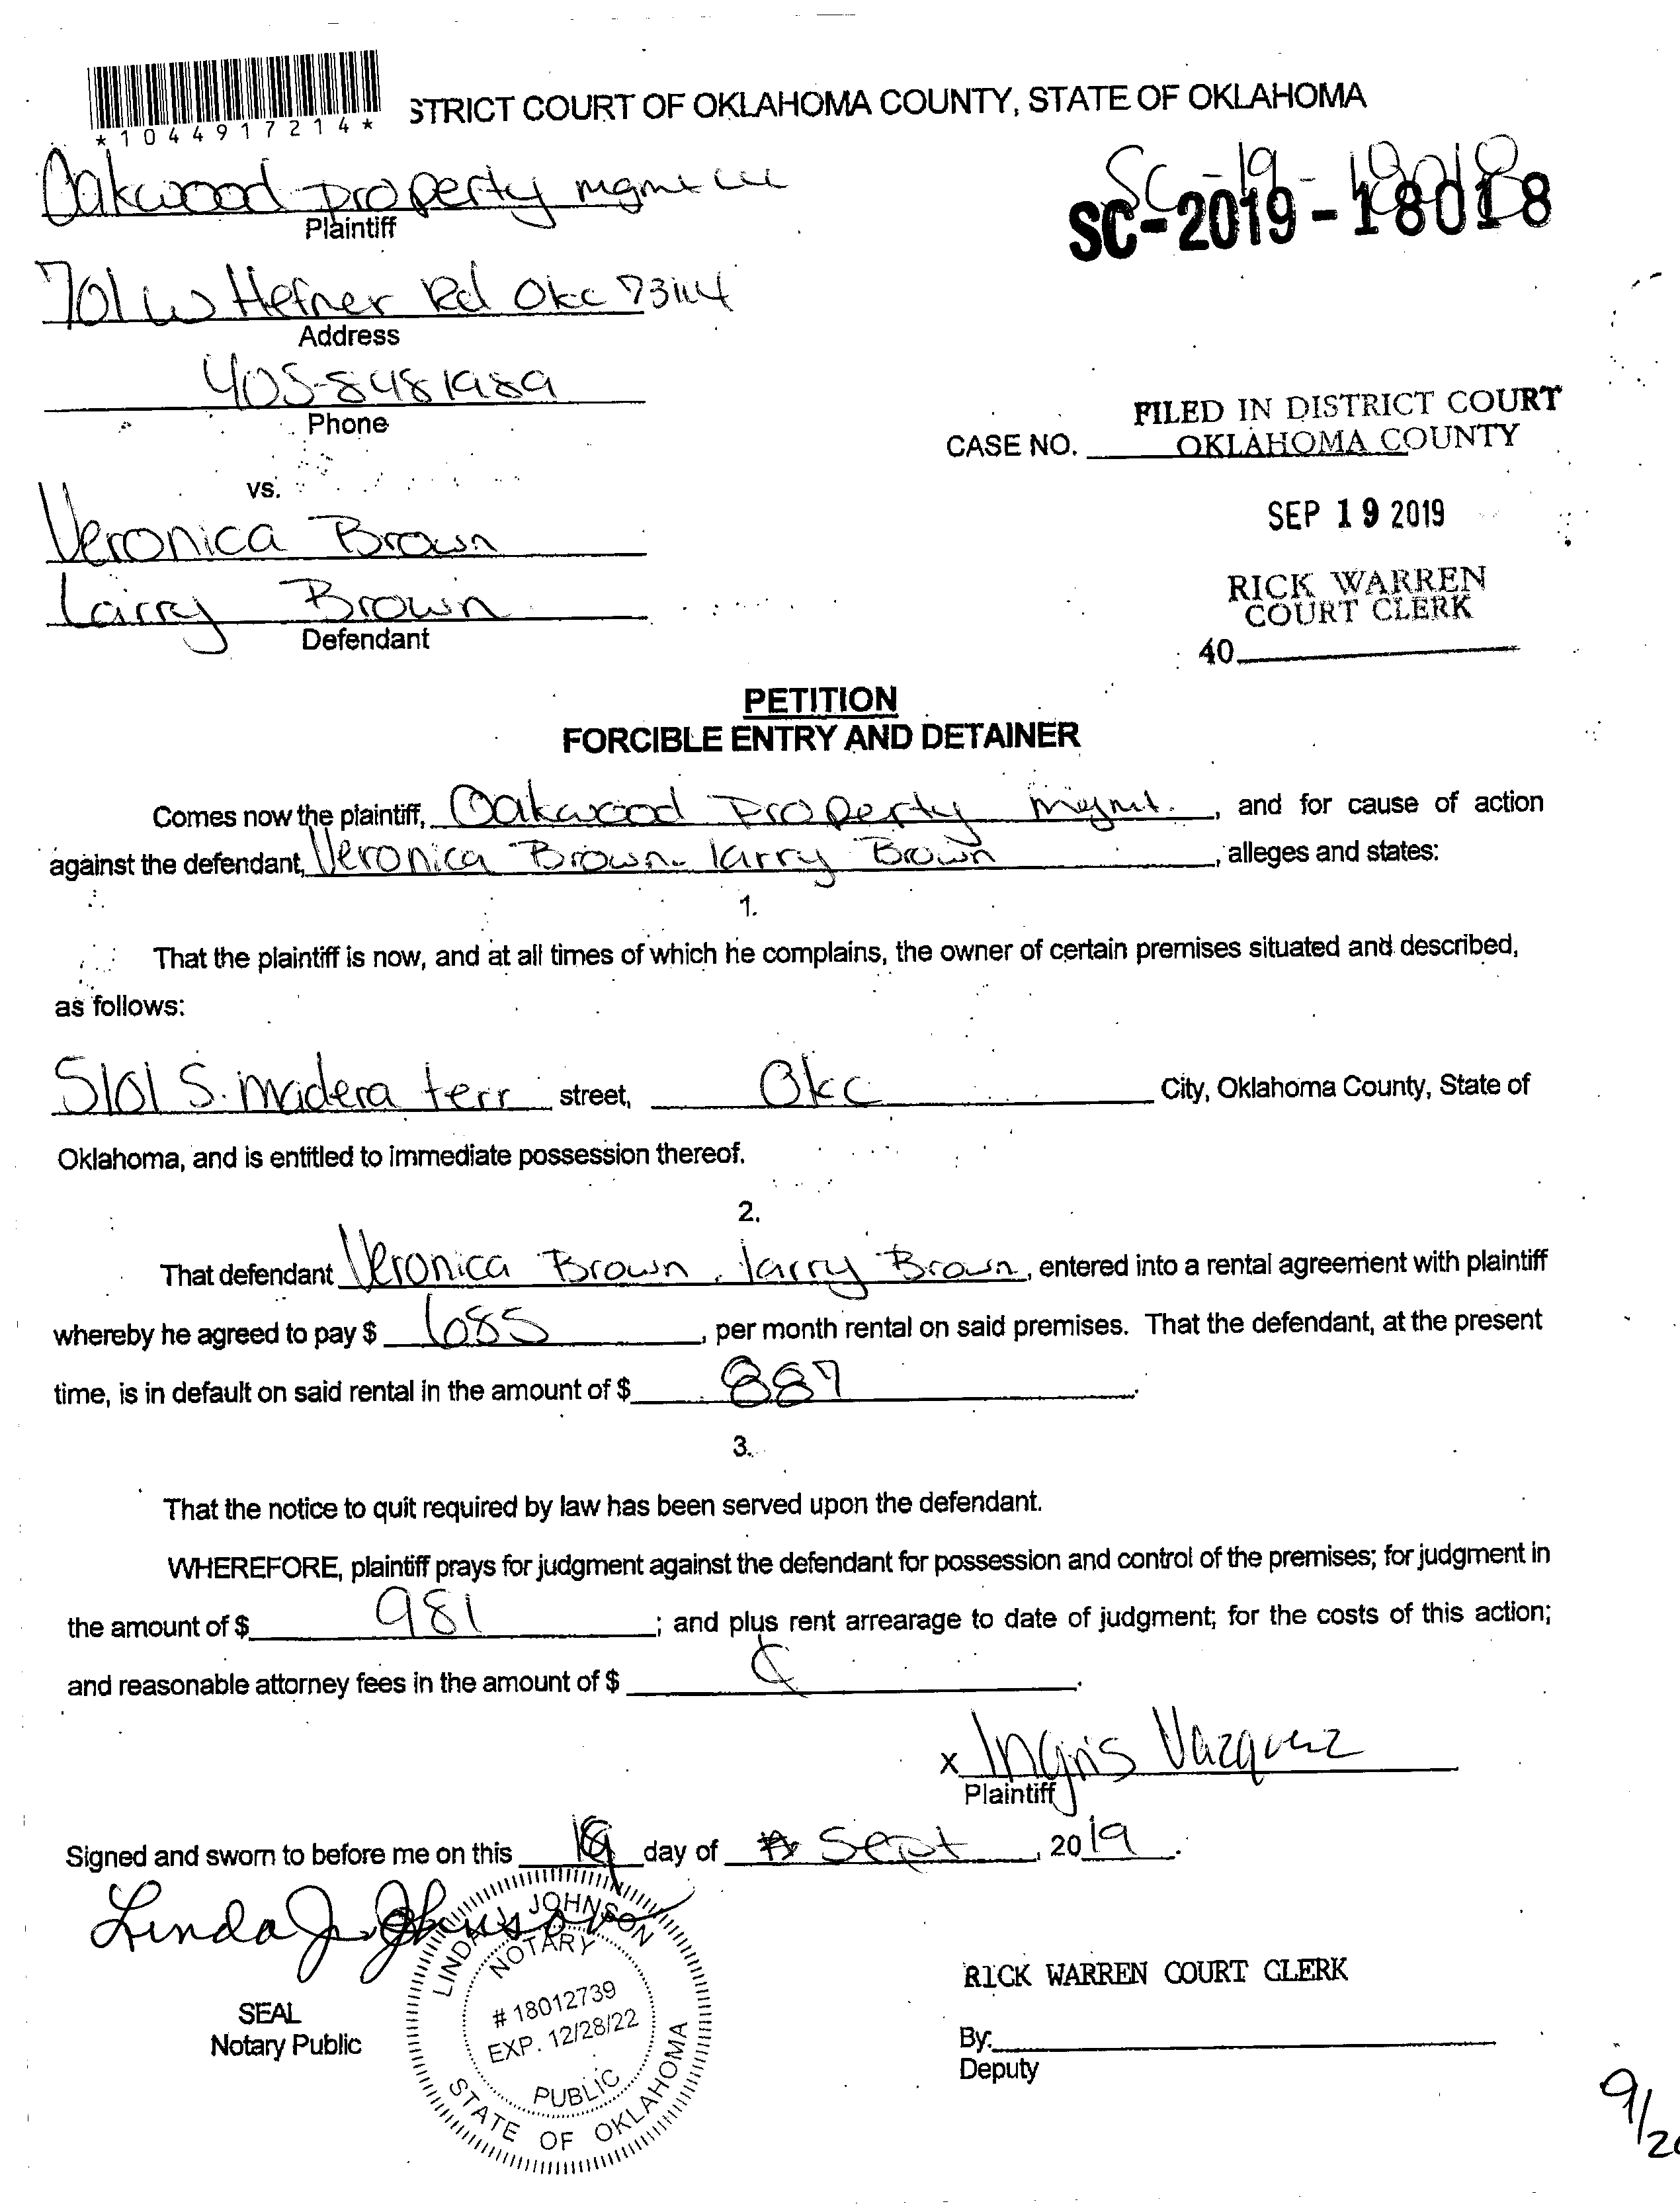 *1044917214*
STRICT COURT OF OKLAHOMA COUNTY, STATE OF OKLAHOMA
Oakwood property mgmt LLC
Plaintiff
SC-19-18018
SC-2019-18018
701 W Hefner Rd Okc 73114
Address
405-8481989
Phone
FILED IN DISTRICT COURT
CASE NO. OKLAHOMA COUNTY
vs.
SEP 19 2019
Veronica Brown
RICK WARREN
COURT CLERK
Larry Brown
Defendant
40
PETITION
FORCIBLE ENTRY AND DETAINER
Comes now the plaintiff, Oakwood Property Mgmt., and for cause of action
against the defendant, Veronica Brown. larry Brown, alleges and states:
1.
That the plaintiff is now, and at all times of which he complains, the owner of certain premises situated and described,
as follows:
5101 S. Madera terr street, Okc City, Oklahoma County, State of
Oklahoma, and is entitled to immediate possession thereof.
2.
That defendant Veronica Brown, larry Brown, entered into a rental agreement with plaintiff
whereby he agreed to pay $ 685, per month rental on said premises. That the defendant, at the present
time, is in default on said rental in the amount of $ 887.
3.
That the notice to quit required by law has been served upon the defendant.
WHEREFORE, plaintiff prays for judgment against the defendant for possession and control of the premises; for judgment in
the amount of $ 981; and plus rent arrearage to date of judgment; for the costs of this action;
and reasonable attorney fees in the amount of $
x Ingris Vazquez
Plaintiff
Signed and sworn to before me on this 19 day of Sept, 2019.
Linda J. Johnson
LINDA J JOHNSON
NOTARY
# 18012739
EXP. 12/28/22
PUBLIC
STATE OF OKLAHOMA
SEAL
Notary Public
RICK WARREN COURT CLERK
By:
Deputy
9/20